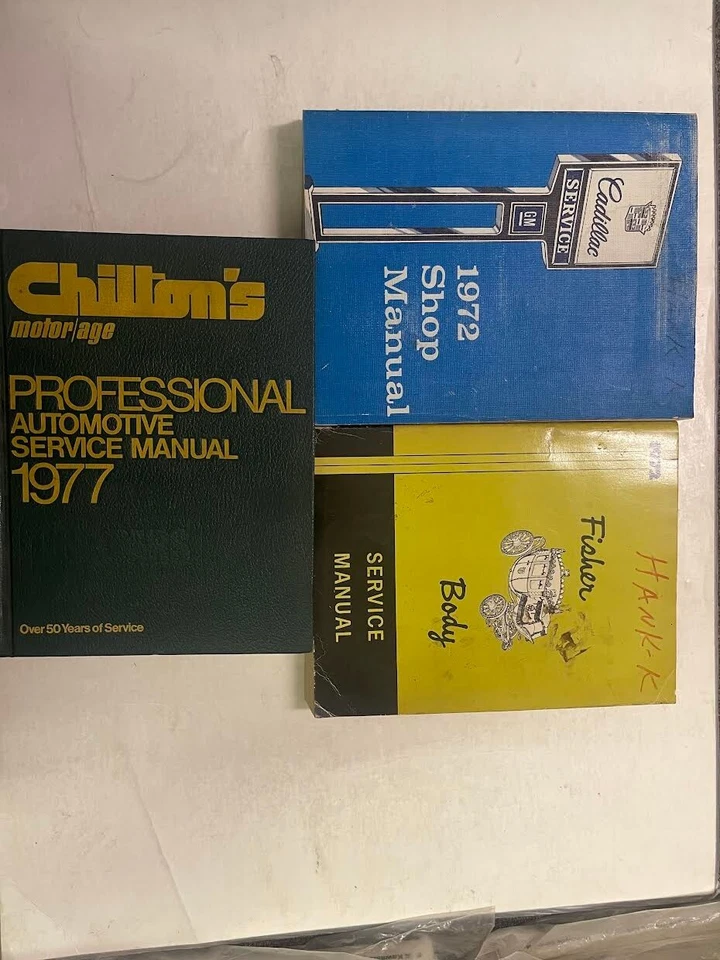 Chilton's
motor/age
PROFESSIONAL
AUTOMOTIVE
SERVICE MANUAL
1977
Over 50 Years of Service
Cadillac
SERVICE
GM
1972
Shop
Manual
1972
HANK-K
Fisher
Body
SERVICE
MANUAL